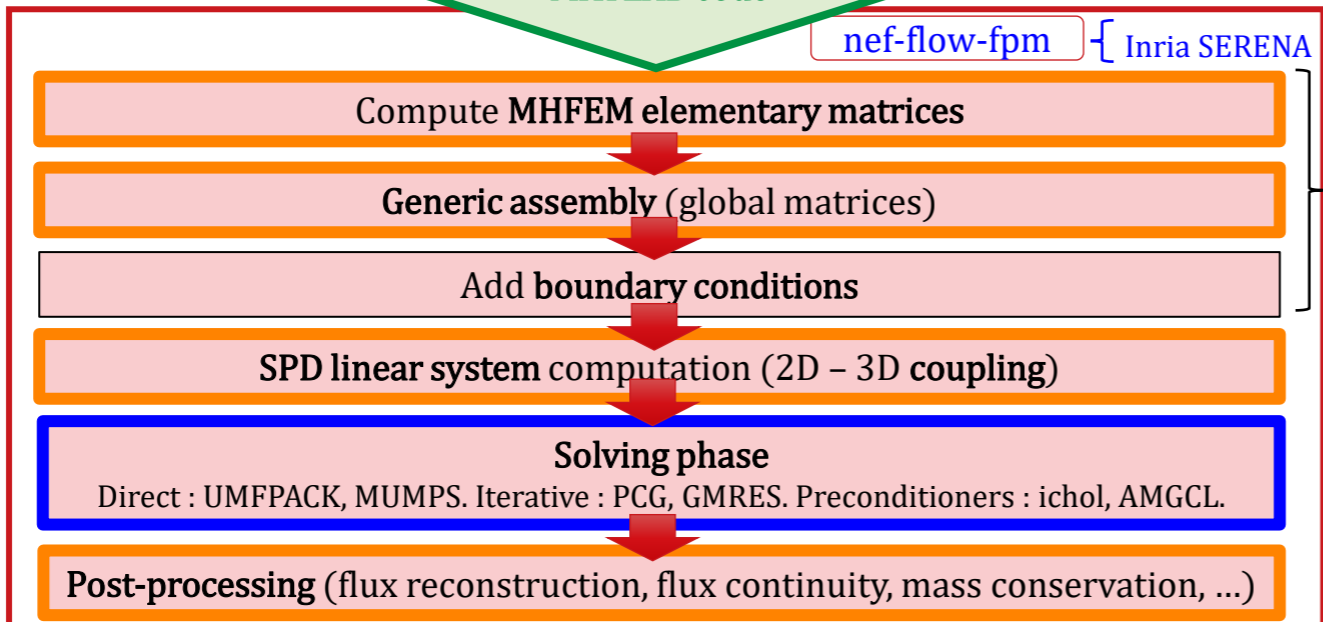 nef-flow-fpm
Inria SERENA
Compute MHFEM elementary matrices
Generic assembly (global matrices)
Add boundary conditions
SPD linear system computation (2D – 3D coupling)
Solving phase
Direct : UMFPACK, MUMPS. Iterative : PCG, GMRES. Preconditioners : ichol, AMGCL.
Post-processing (flux reconstruction, flux continuity, mass conservation, ...)